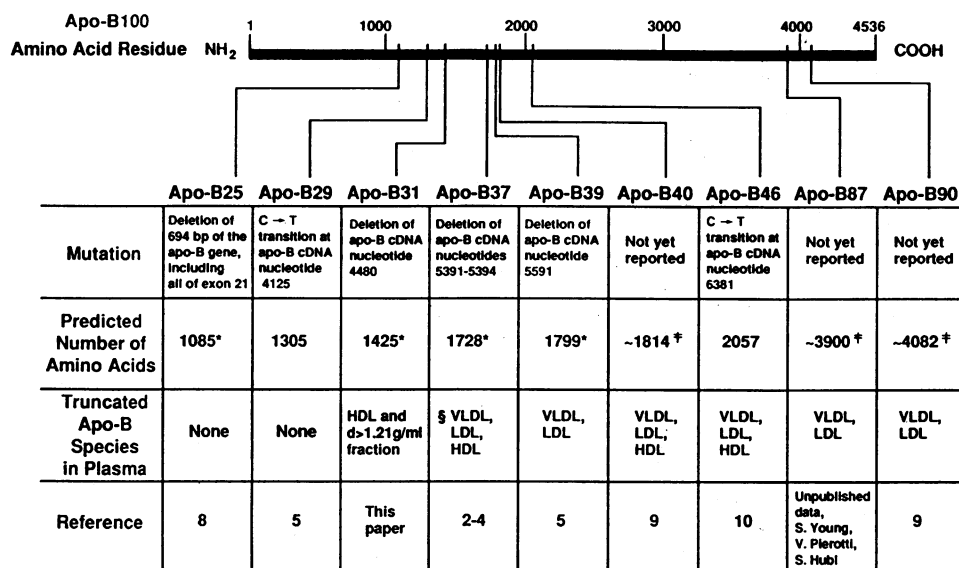 Apo-B100
Amino Acid Residue
NH2
1 1000 2000 3000 4000 4536
COOH
Apo-B25 Apo-B29 Apo-B31 Apo-B37 Apo-B39 Apo-B40 Apo-B46 Apo-B87 Apo-B90
Mutation
Deletion of
694 bp of the
apo-B gene,
including
all of exon 21
C → T
transition at
apo-B cDNA
nucleotide
4125
Deletion of
apo-B cDNA
nucleotide
4480
Deletion of
apo-B cDNA
nucleotides
5391-5394
Deletion of
apo-B cDNA
nucleotide
5591
Not yet
reported
C → T
transition at
apo-B cDNA
nucleotide
6381
Not yet
reported
Not yet
reported
Predicted
Number of
Amino Acids
1085* 1305 1425* 1728* 1799* ~1814 ‡ 2057 ~3900 ‡ ~4082 ‡
Truncated
Apo-B
Species
in Plasma
None
None
HDL and
d>1.21g/ml
fraction
§ VLDL,
LDL,
HDL
VLDL,
LDL
VLDL,
LDL,
HDL
VLDL,
LDL,
HDL
VLDL,
LDL
VLDL,
LDL
Reference
8
5
This
paper
2-4
5
9
10
Unpublished
data,
S. Young,
V. Pierotti,
S. Hubl
9